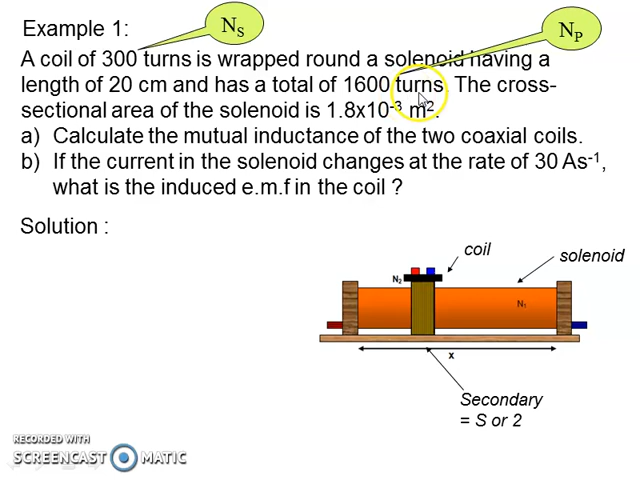 Example 1:
N_S
N_P
A coil of 300 turns is wrapped round a solenoid having a
length of 20 cm and has a total of 1600 turns. The cross-
sectional area of the solenoid is 1.8x10⁻³ m².
a) Calculate the mutual inductance of the two coaxial coils.
b) If the current in the solenoid changes at the rate of 30 As⁻¹,
what is the induced e.m.f in the coil ?
Solution :
coil
solenoid
N₂
N₁
x
Secondary
= S or 2
RECORDED WITH
SCREENCAST MATIC